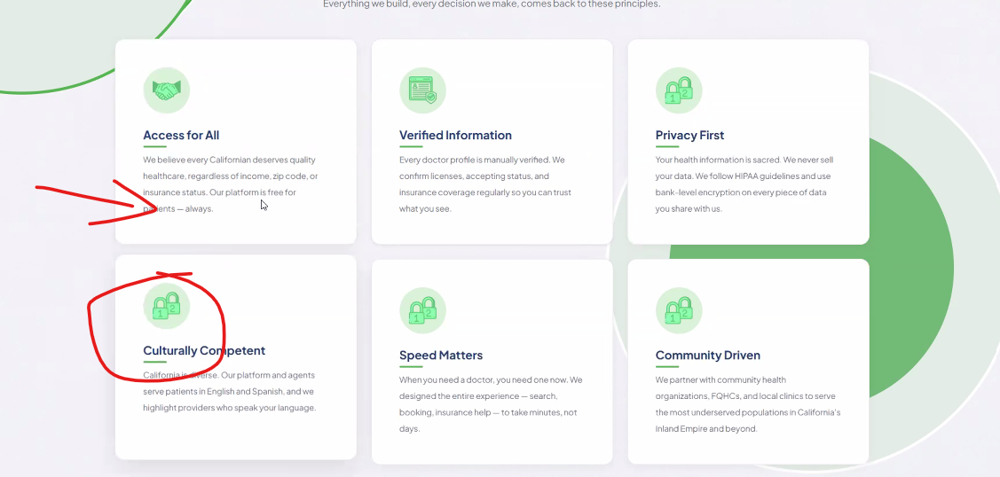 Everything we build, every decision we make, comes back to these principles.
Access for All
We believe every Californian deserves quality
healthcare, regardless of income, zip code, or
insurance status. Our platform is free for
patients — always.
Verified Information
Every doctor profile is manually verified. We
confirm licenses, accepting status, and
insurance coverage regularly so you can trust
what you see.
1 2
Privacy First
Your health information is sacred. We never sell
your data. We follow HIPAA guidelines and use
bank-level encryption on every piece of data
you share with us.
1 2
Culturally Competent
California is diverse. Our platform and agents
serve patients in English and Spanish, and we
highlight providers who speak your language.
1 2
Speed Matters
When you need a doctor, you need one now. We
designed the entire experience — search,
booking, insurance help — to take minutes, not
days.
1 2
Community Driven
We partner with community health
organizations, FQHCs, and local clinics to serve
the most underserved populations in California's
Inland Empire and beyond.